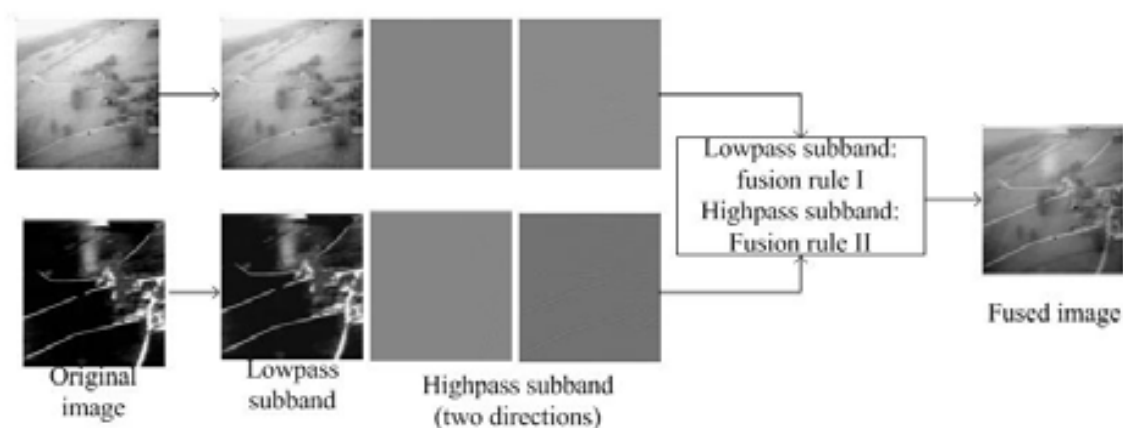 Lowpass subband:
fusion rule I
Highpass subband:
Fusion rule II
Fused image
Original
image
Lowpass
subband
Highpass subband
(two directions)